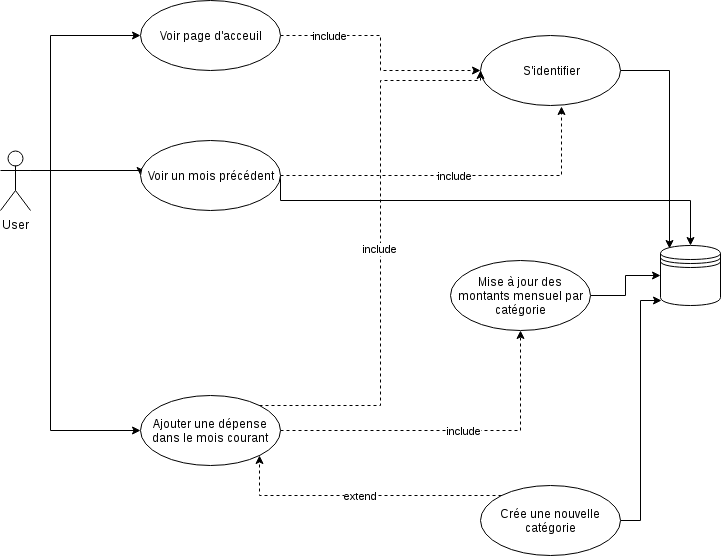 Voir page d'acceuil
include
S'identifier
Voir un mois précédent
include
User
include
Mise à jour des
montants mensuel par
catégorie
Ajouter une dépense
dans le mois courant
include
extend
Crée une nouvelle
catégorie